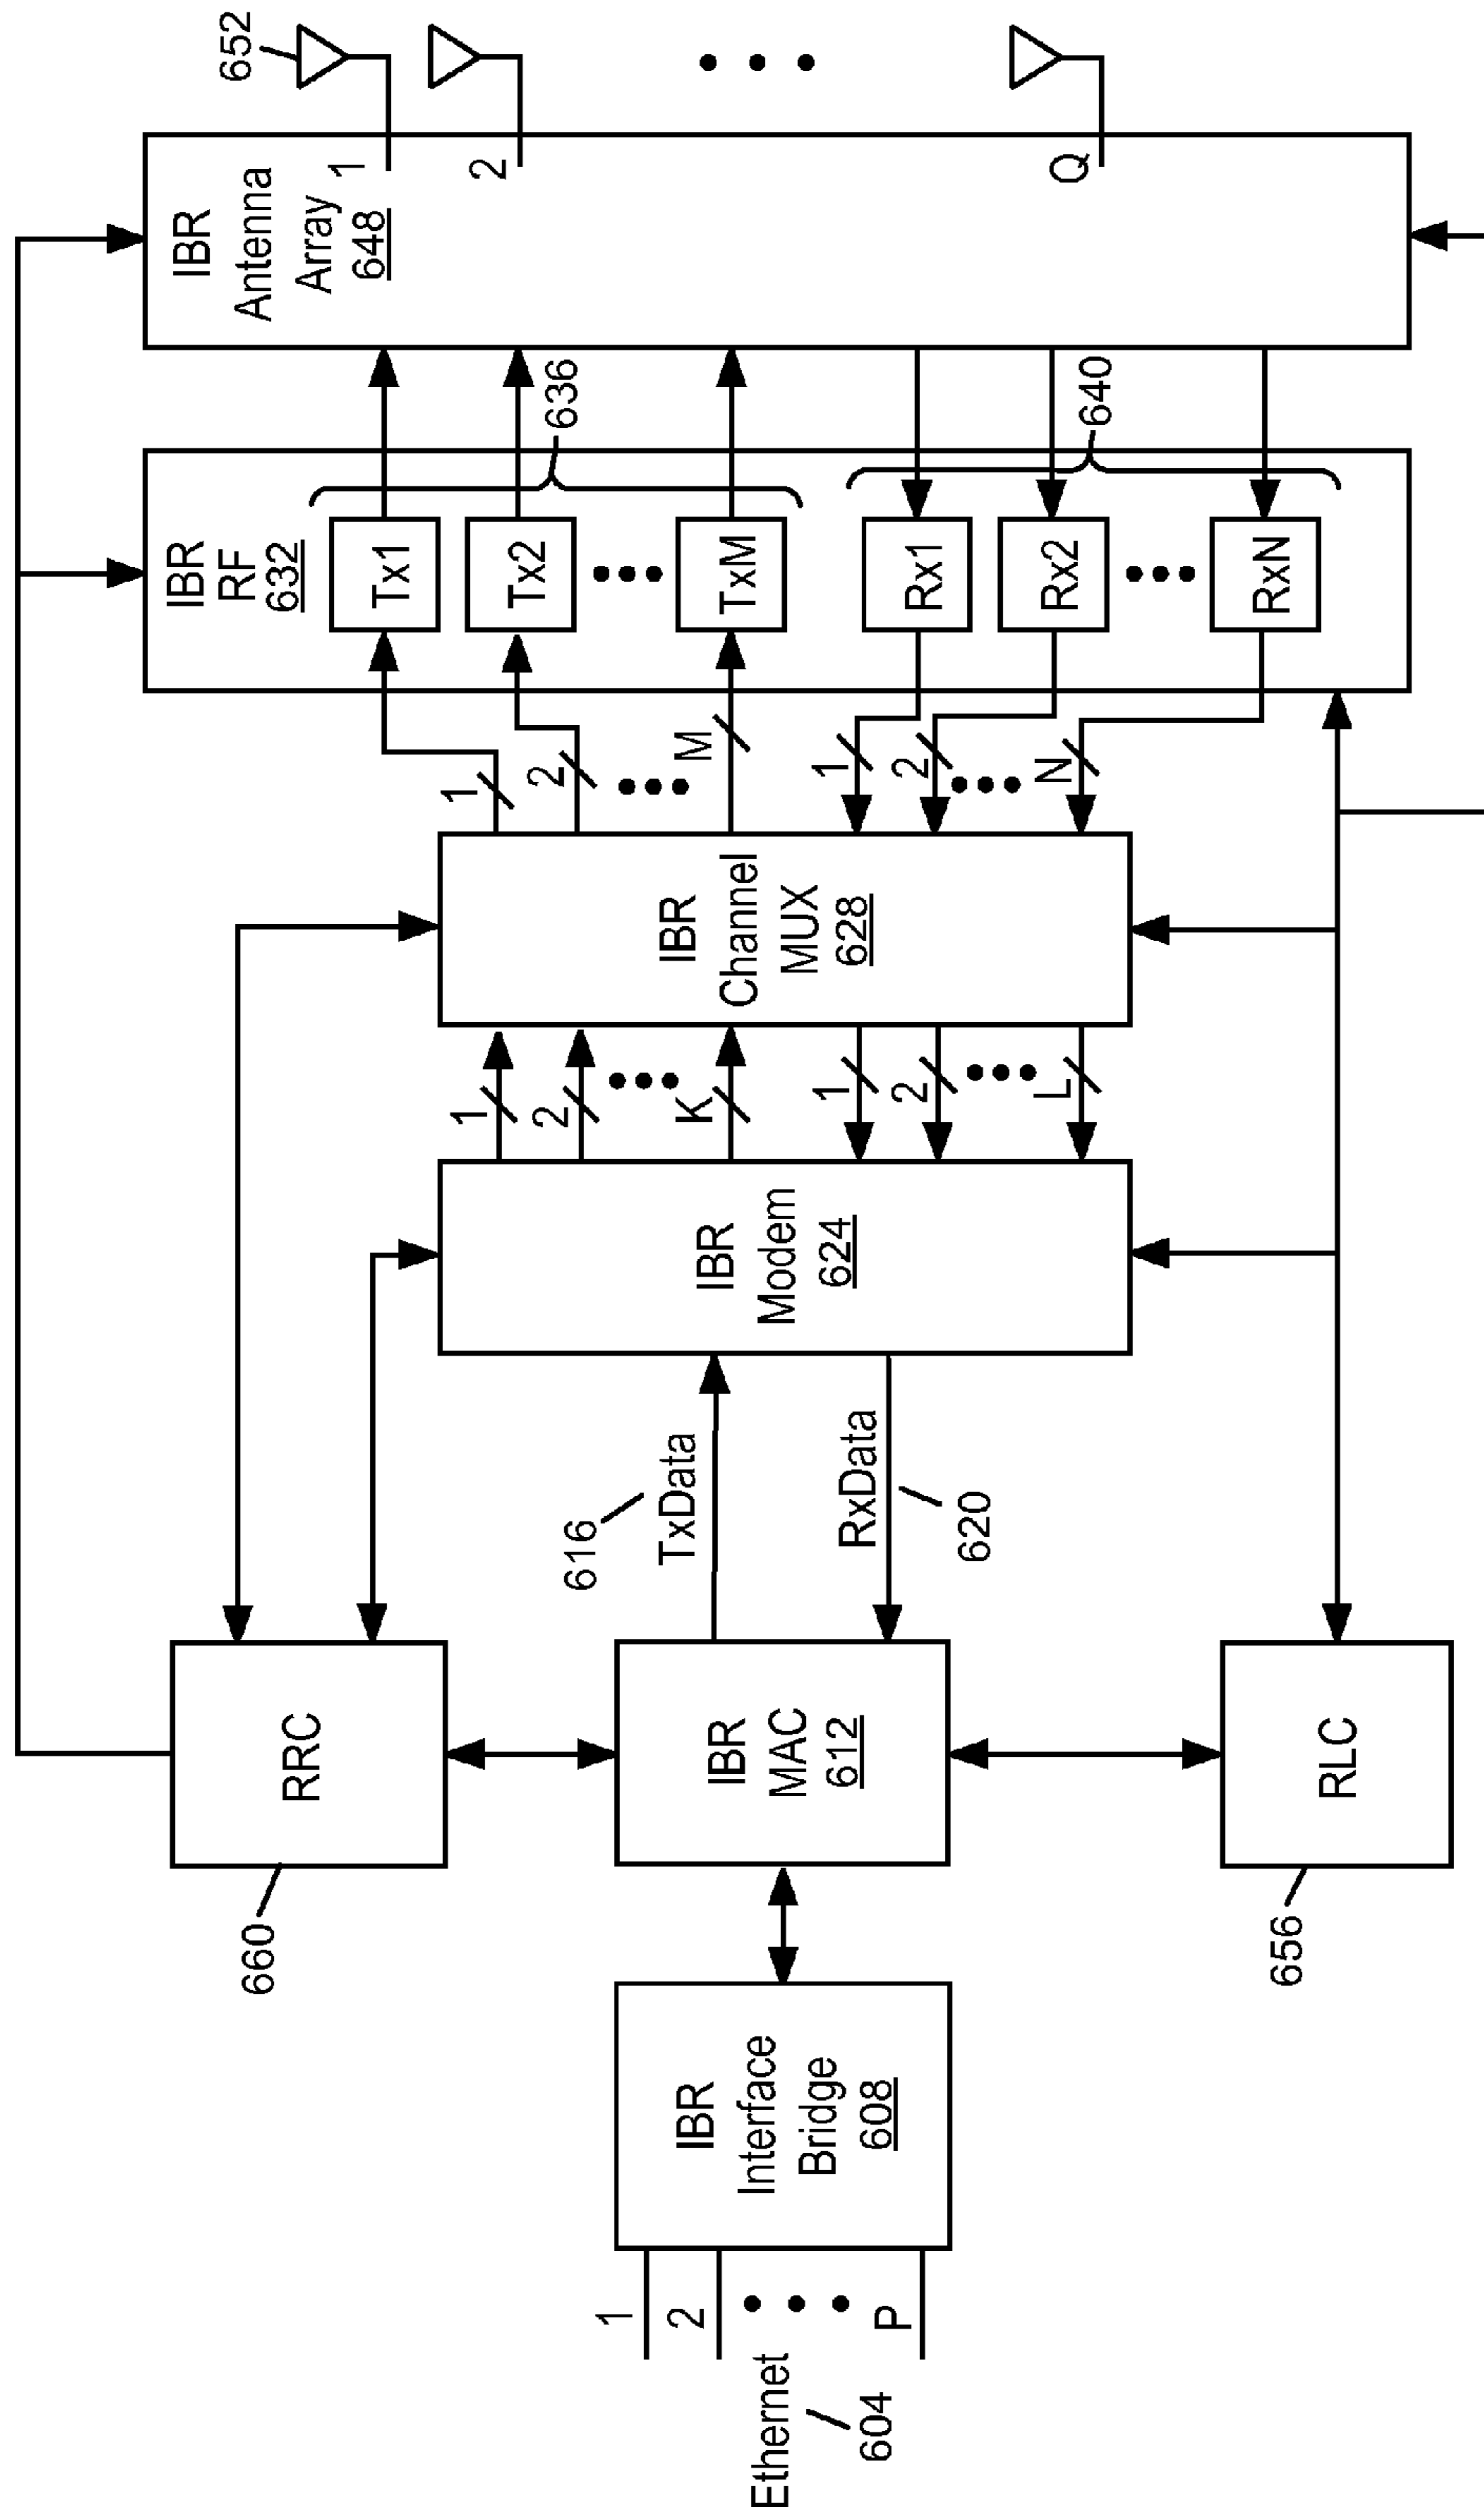 Ethernet
604
1
2
P
IBR
Interface
Bridge
608
660
RRC
IBR
MAC
612
656
RLC
616
TxData
RxData
620
IBR
Modem
624
1
2
K
1
2
L
IBR
Channel
MUX
628
1
2
M
1
2
N
IBR
RF
632
Tx1
Tx2
TxM
636
Rx1
Rx2
RxN
640
IBR
Antenna
Array
648
1
2
Q
652